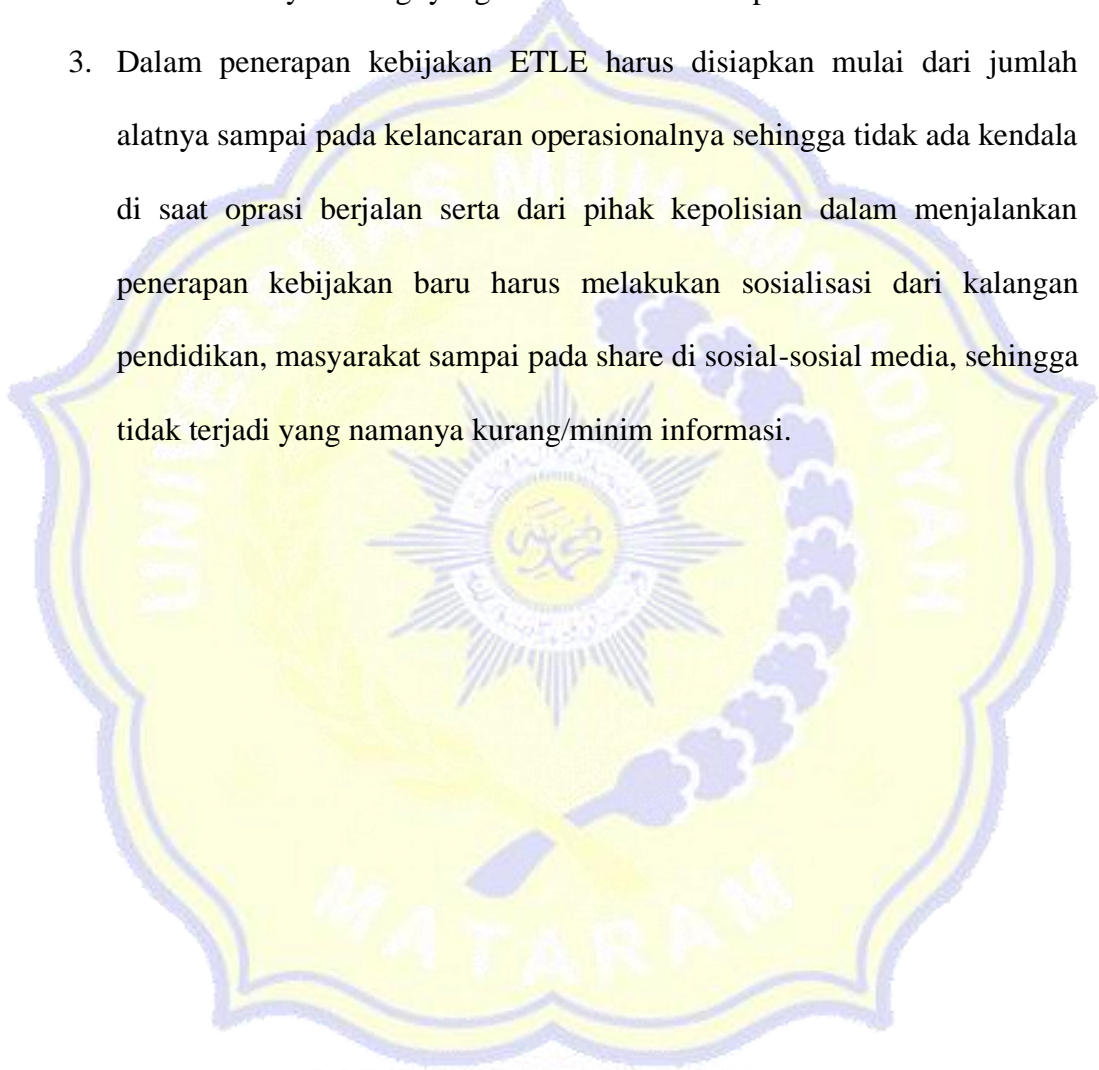 3. Dalam penerapan kebijakan ETLE harus disiapkan mulai dari jumlah
alatnya sampai pada kelancaran operasionalnya sehingga tidak ada kendala
di saat oprasi berjalan serta dari pihak kepolisian dalam menjalankan
penerapan kebijakan baru harus melakukan sosialisasi dari kalangan
pendidikan, masyarakat sampai pada share di sosial-sosial media, sehingga
tidak terjadi yang namanya kurang/minim informasi.
UNIVERSITAS MUHAMMADIYAH
MATARAM